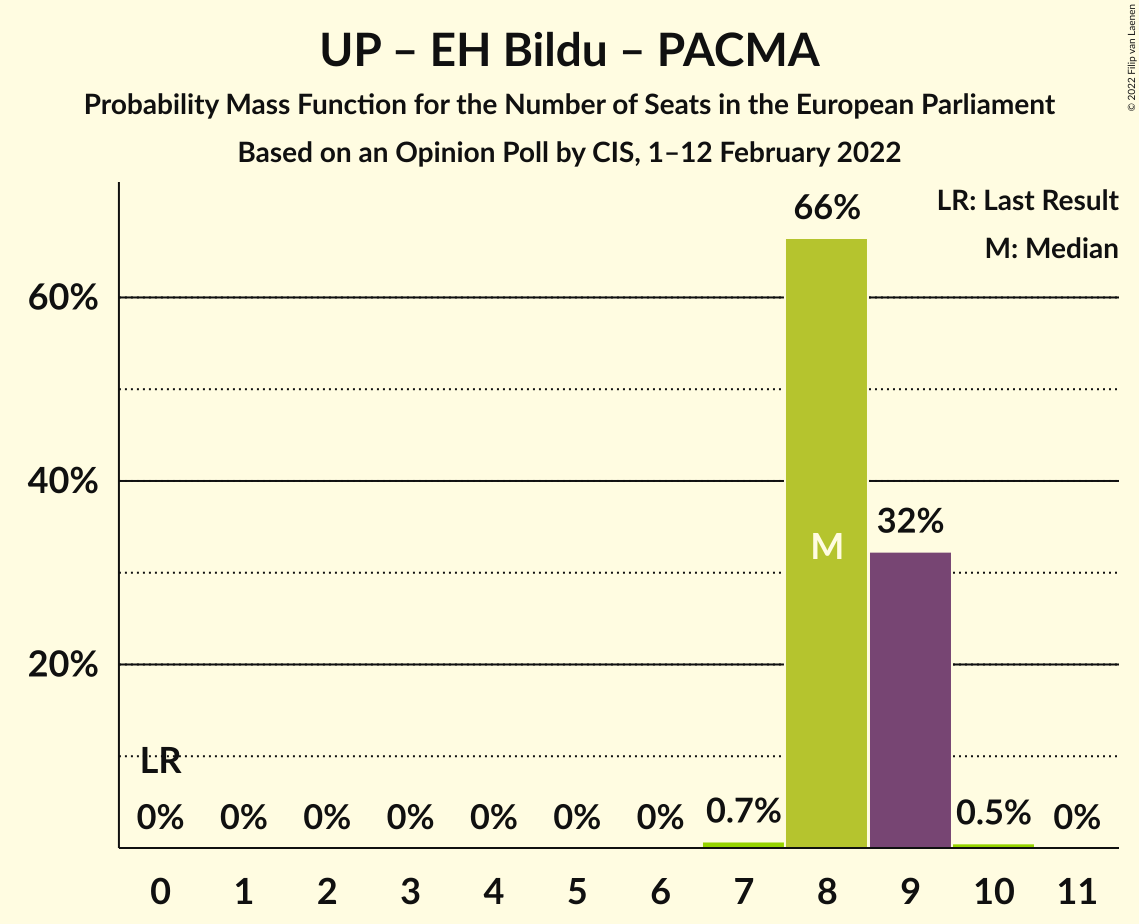 UP – EH Bildu – PACMA
Probability Mass Function for the Number of Seats in the European Parliament
Based on an Opinion Poll by CIS, 1–12 February 2022
© 2022 Filip van Laenen
LR: Last Result
M: Median
66%
60%
40%
32%
M
20%
LR
0% 0% 0% 0% 0% 0% 0% 0.7% 0.5% 0%
0 1 2 3 4 5 6 7 8 9 10 11